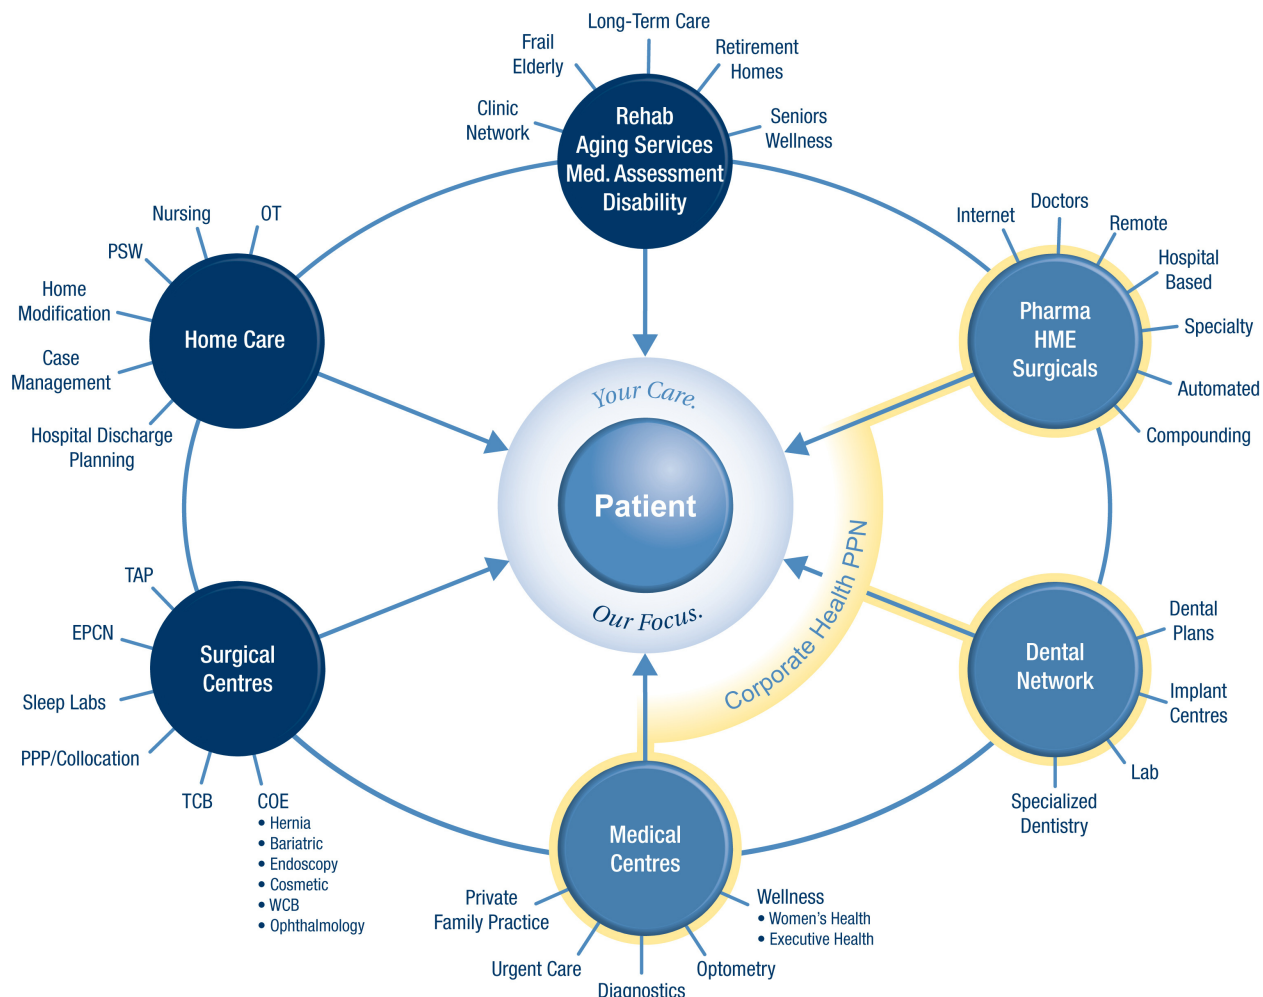 Long-Term Care
Frail
Elderly
Retirement
Homes
Clinic
Network
Seniors
Wellness
Rehab
Aging Services
Med. Assessment
Disability
Nursing
OT
PSW
Home
Modification
Case
Management
Hospital Discharge
Planning
Home Care
Internet
Doctors
Remote
Hospital
Based
Specialty
Automated
Compounding
Pharma
HME
Surgicals
Your Care.
Patient
Our Focus.
Corporate Health PPN
TAP
EPCN
Sleep Labs
PPP/Collocation
TCB
COE
• Hernia
• Bariatric
• Endoscopy
• Cosmetic
• WCB
• Ophthalmology
Surgical
Centres
Dental
Network
Dental
Plans
Implant
Centres
Lab
Specialized
Dentistry
Medical
Centres
Private
Family Practice
Urgent Care
Diagnostics
Optometry
Wellness
• Women's Health
• Executive Health